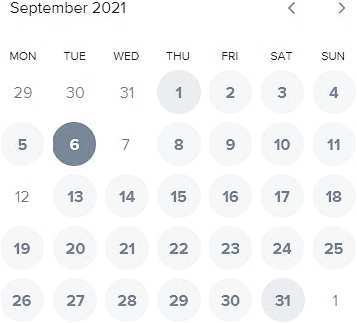 September 2021
MON TUE WED THU FRI SAT SUN
29 30 31 1 2 3 4
5 6 7 8 9 10 11
12 13 14 15 16 17 18
19 20 21 22 23 24 25
26 27 28 29 30 31 1